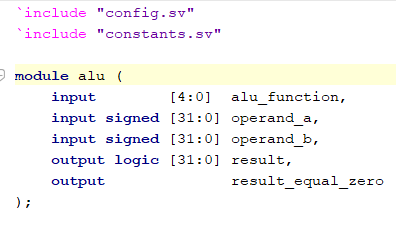 `include "config.sv"
`include "constants.sv"
module alu (
    input         [4:0]  alu_function,
    input signed [31:0] operand_a,
    input signed [31:0] operand_b,
    output logic [31:0] result,
    output               result_equal_zero
);